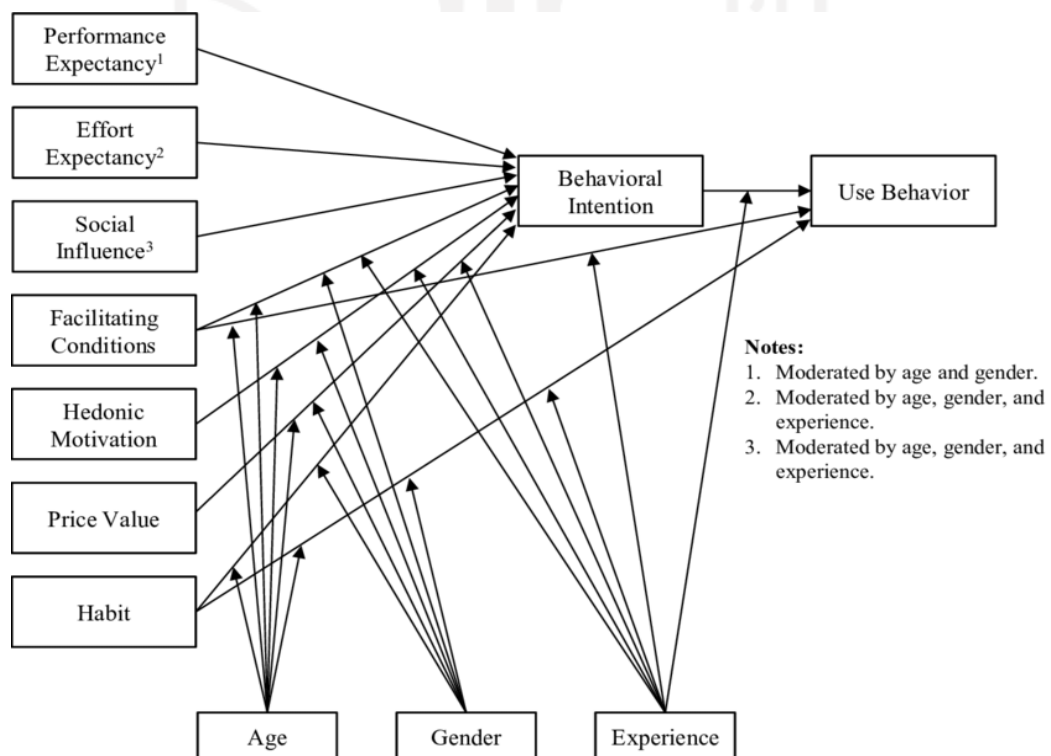 Performance
Expectancy¹
Effort
Expectancy²
Social
Influence³
Facilitating
Conditions
Hedonic
Motivation
Price Value
Habit
Behavioral
Intention
Use Behavior
Notes:
1. Moderated by age and gender.
2. Moderated by age, gender, and
experience.
3. Moderated by age, gender, and
experience.
Age
Gender
Experience